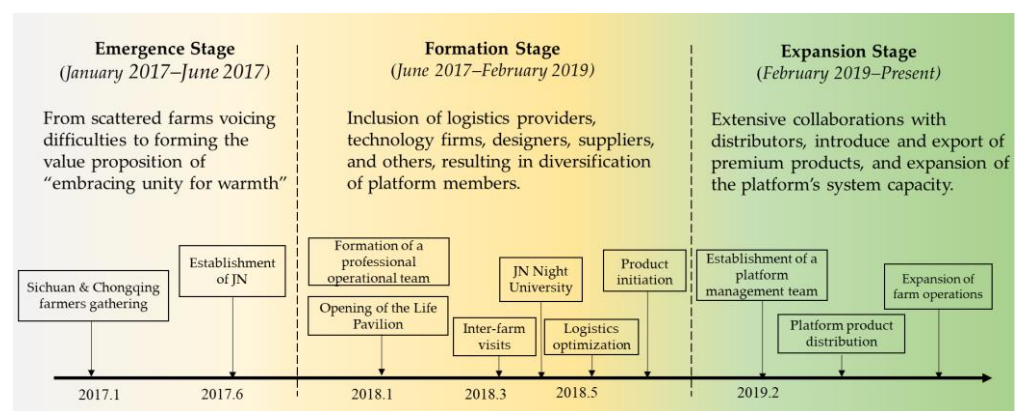 Emergence Stage
(January 2017–June 2017)
From scattered farms voicing
difficulties to forming the
value proposition of
“embracing unity for warmth”
Formation Stage
(June 2017–February 2019)
Inclusion of logistics providers,
technology firms, designers, suppliers,
and others, resulting in diversification
of platform members.
Expansion Stage
(February 2019–Present)
Extensive collaborations with
distributors, introduce and export of
premium products, and expansion of
the platform’s system capacity.
Sichuan & Chongqing
farmers gathering
Establishment
of JN
Formation of a
professional
operational team
Opening of the Life
Pavilion
Inter-farm
visits
JN Night
University
Logistics
optimization
Product
initiation
Establishment of a
platform
management team
Platform product
distribution
Expansion of
farm operations
2017.1
2017.6
2018.1
2018.3
2018.5
2019.2